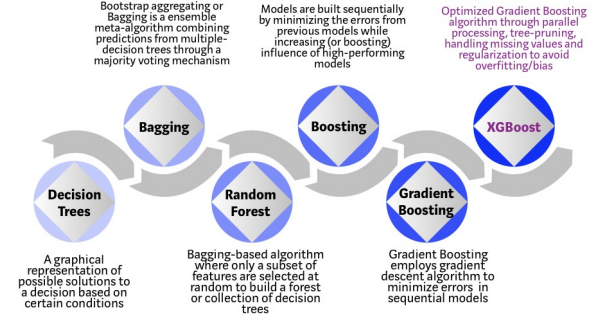 Bootstrap aggregating or
Bagging is a ensemble
meta-algorithm combining
predictions from multiple-
decision trees through a
majority voting mechanism
Models are built sequentially
by minimizing the errors from
previous models while
increasing (or boosting)
influence of high-performing
models
Optimized Gradient Boosting
algorithm through parallel
processing, tree-pruning,
handling missing values and
regularization to avoid
overfitting/bias
Bagging
Boosting
XGBoost
Decision
Trees
Random
Forest
Gradient
Boosting
A graphical
representation of
possible solutions to
a decision based on
certain conditions
Bagging-based algorithm
where only a subset of
features are selected at
random to build a forest
or collection of decision
trees
Gradient Boosting
employs gradient
descent algorithm to
minimize errors in
sequential models